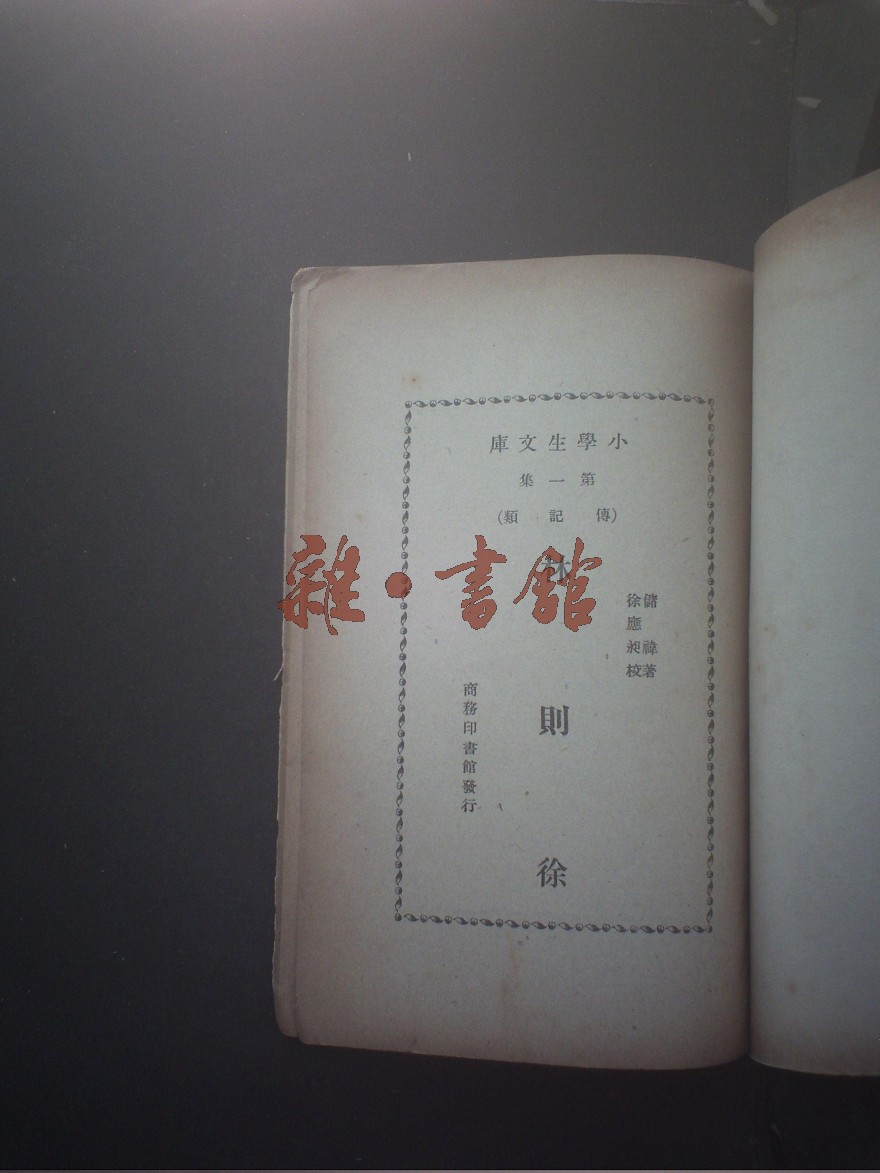 小學生文庫
第一集
(傳記類)
儲禕著
徐應昶校
林則徐
商務印書館發行
雜·書館